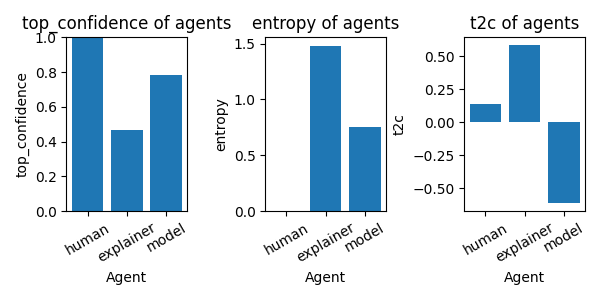 top_confidence of agents
1.0
0.8
0.6
0.4
0.2
0.0
top_confidence
human
explainer
model
Agent
entropy of agents
1.5
1.0
0.5
0.0
entropy
human
explainer
model
Agent
t2c of agents
0.50
0.25
0.00
−0.25
−0.50
t2c
human
explainer
model
Agent